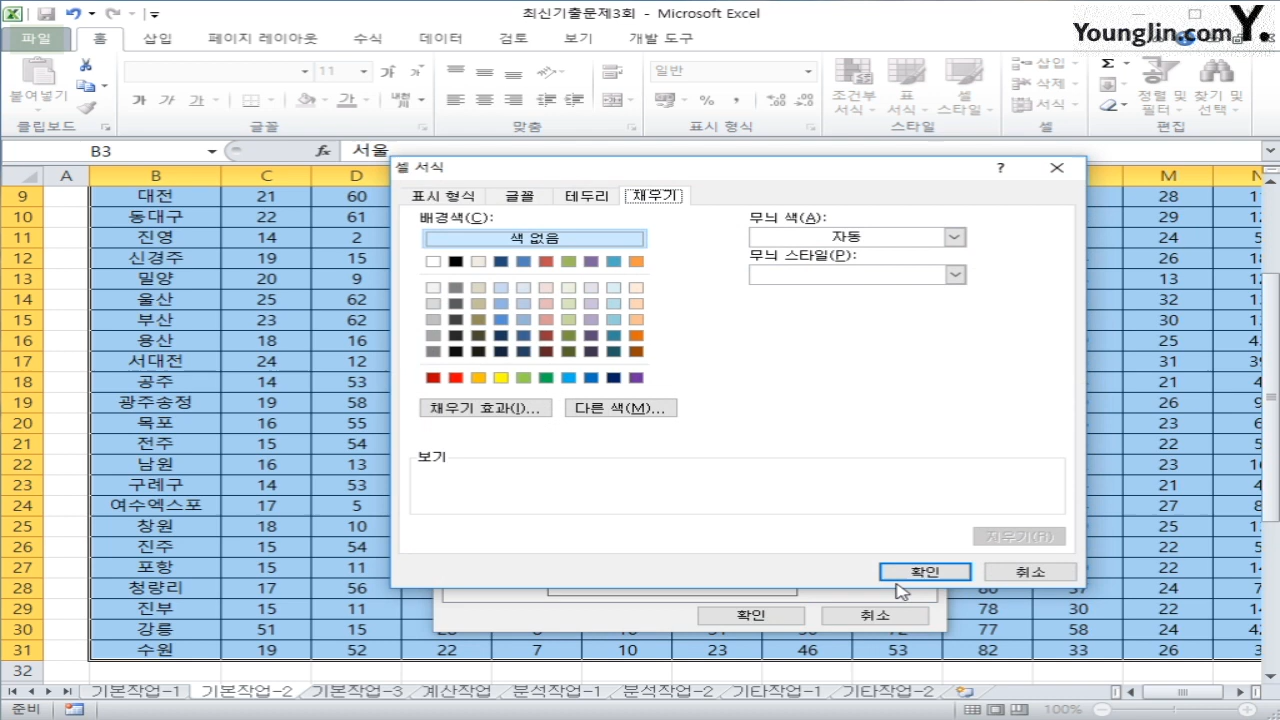 최신기출문제3회 - Microsoft Excel
YoungJin.com Y.
파일 홈 삽입 페이지 레이아웃 수식 데이터 검토 보기 개발 도구
붙여넣기
11
가 가 가
내천
일반
% ,
조건부 서식 표 서식 셀 스타일
삽입 삭제 서식
정렬 및 필터 찾기 및 선택
클립보드 글꼴 맞춤 표시 형식 스타일 셀 편집
B3 fx 서울
A B C D M N
셀 서식 ?
표시 형식 글꼴 테두리 채우기
배경색(C):
색 없음
무늬 색(A):
자동
무늬 스타일(P):
채우기 효과(I)... 다른 색(M)...
보기
지우기(R)
확인 취소
확인 취소
9 대전 21 60 28
10 동대구 22 61 29
11 진영 14 2 24
12 신경주 19 15 26
13 밀양 20 9 13
14 울산 25 62 32
15 부산 23 62 30
16 용산 18 16 25
17 서대전 24 12 31
18 공주 14 53 21
19 광주송정 19 58 26
20 목포 16 55 23
21 전주 15 54 22
22 남원 16 13 23
23 구례구 14 53 21
24 여수엑스포 17 5 27
25 창원 18 10 25
26 진주 15 54 22
27 포항 15 11 22
28 청량리 17 56 24
29 진부 15 11 78 30 22
30 강릉 51 15 77 58 24
31 수원 19 52 22 7 10 23 46 53 82 33 26
32
기본작업-1 기본작업-2 기본작업-3 계산작업 분석작업-1 분석작업-2 기타작업-1 기타작업-2
준비 100%